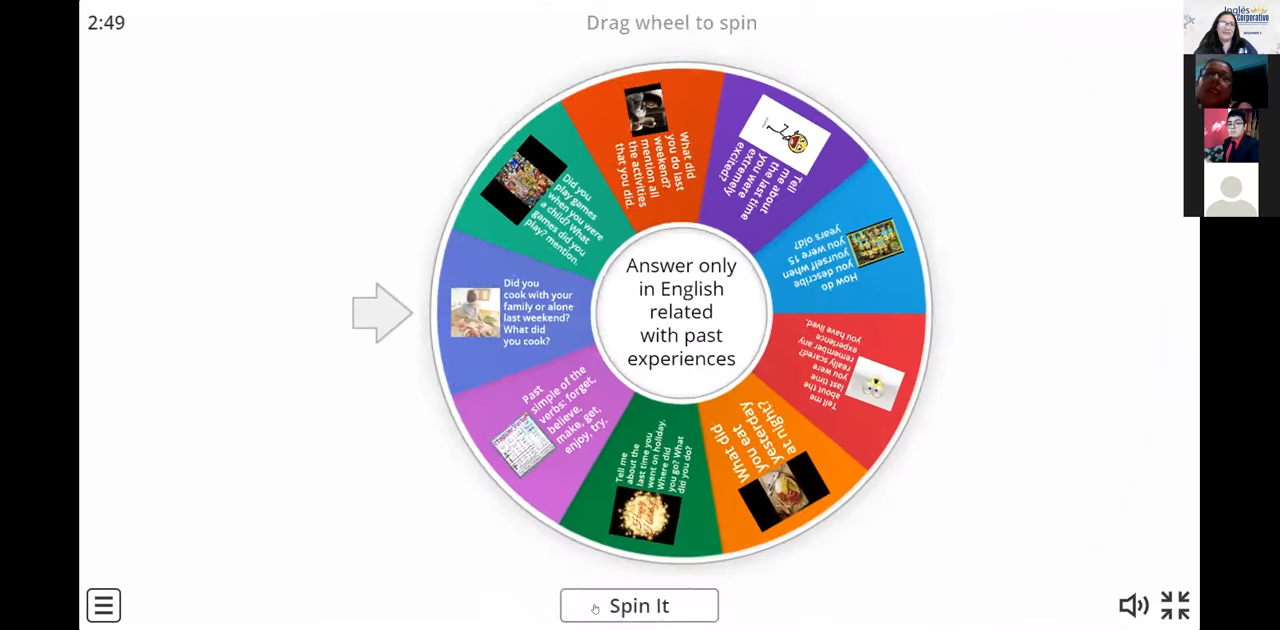 2:49
Drag wheel to spin
Inglés
Corporativo
What did
you do last
weekend?
mention all
the activities
that you did.
Tell
me about
the last time
you were
extremely
excited?
How do
you describe
yourself when
you were 15
years old?
Tell me
about the
last time
you were
really scared?
remember any
experience
you have lived.
What did
you eat
yesterday
at night?
Tell me
about the
last time you
went on holiday.
Where did
you go? What
did you do?
Past
simple of the
verbs: forget,
believe,
make, get,
enjoy, try.
Did you
cook with your
family or alone
last weekend?
What did
you cook?
Did you
play games
when you were
a child? What
games did you
play? mention.
Answer only
in English
related
with past
experiences
Spin It